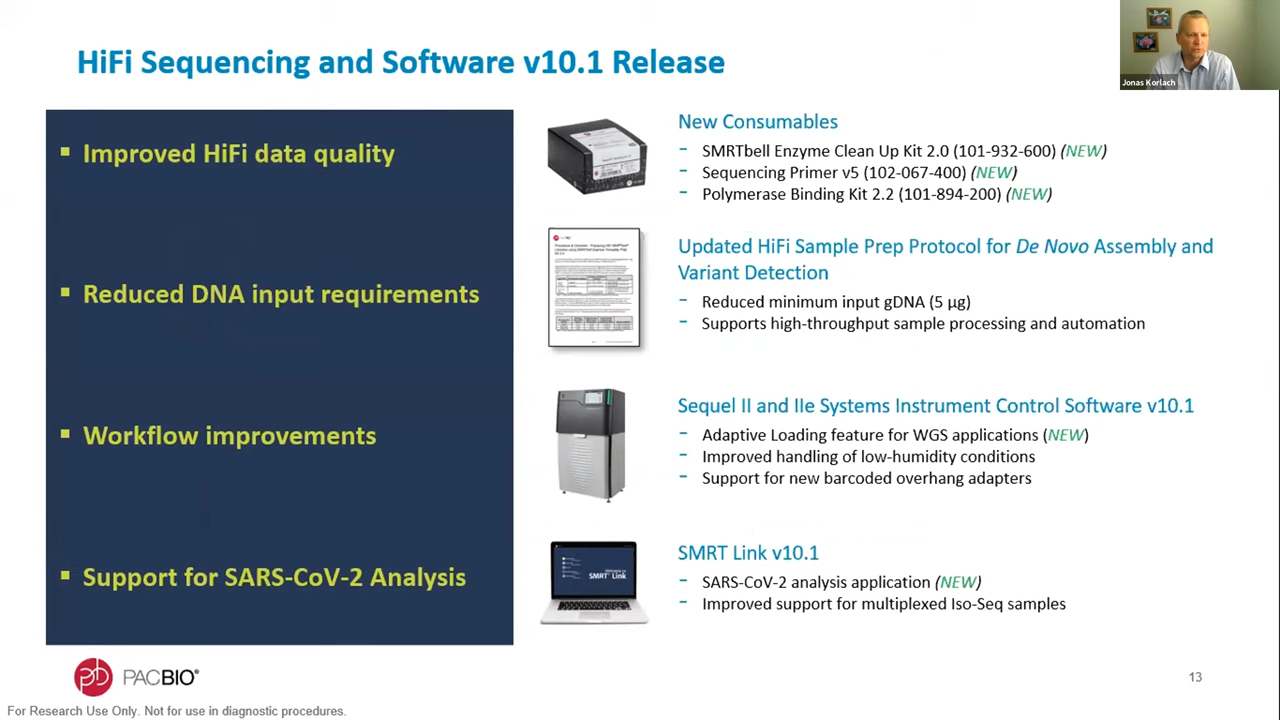 HiFi Sequencing and Software v10.1 Release
Jonas Korlach
▪ Improved HiFi data quality
▪ Reduced DNA input requirements
▪ Workflow improvements
▪ Support for SARS-CoV-2 Analysis
New Consumables
- SMRTbell Enzyme Clean Up Kit 2.0 (101-932-600) (NEW)
- Sequencing Primer v5 (102-067-400) (NEW)
- Polymerase Binding Kit 2.2 (101-894-200) (NEW)
Updated HiFi Sample Prep Protocol for De Novo Assembly and
Variant Detection
- Reduced minimum input gDNA (5 µg)
- Supports high-throughput sample processing and automation
Sequel II and IIe Systems Instrument Control Software v10.1
- Adaptive Loading feature for WGS applications (NEW)
- Improved handling of low-humidity conditions
- Support for new barcoded overhang adapters
SMRT Link
SMRT Link v10.1
- SARS-CoV-2 analysis application (NEW)
- Improved support for multiplexed Iso-Seq samples
PACBIO®
13
For Research Use Only. Not for use in diagnostic procedures.